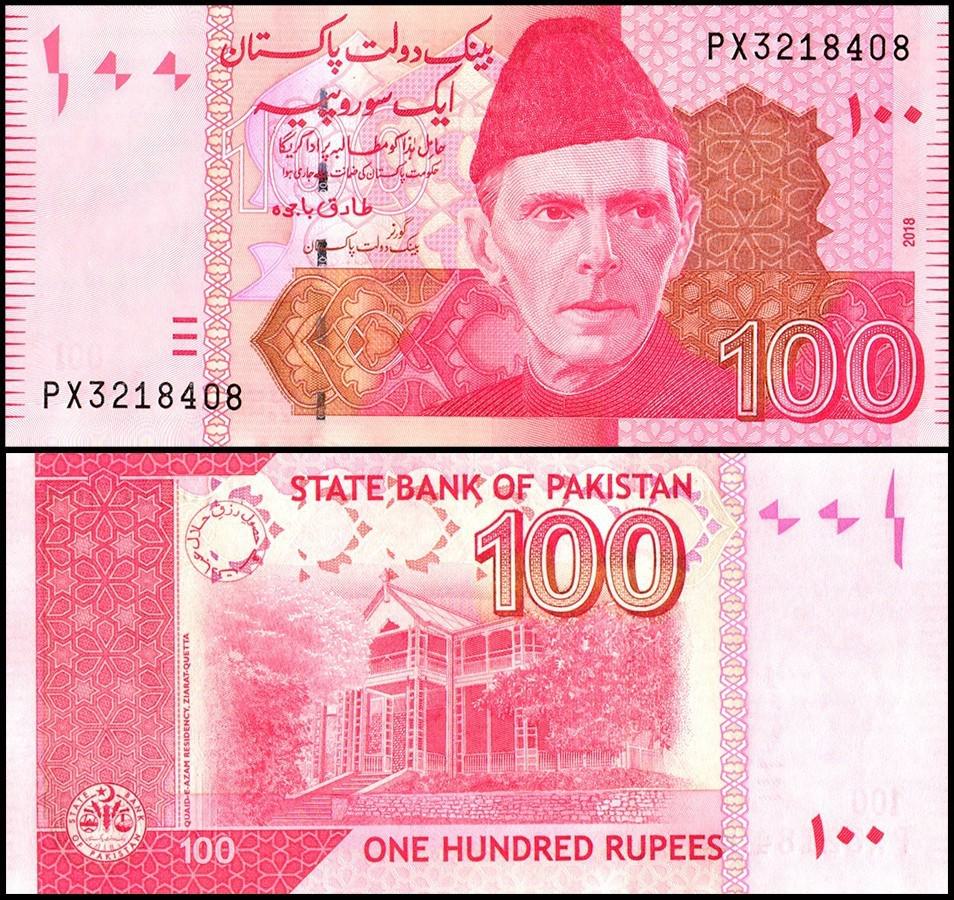 ۱۰۰
بینک دولت پاکستان
PX3218408
ایک سو روپیہ
۱۰۰
حامل ہذا کو مطالبہ پر ادا کریگا
حکومت پاکستان کی ضمانت سے جاری ہوا
طارق باجوہ
گورنر
بینک دولت پاکستان
2018
100
PX3218408
STATE BANK OF PAKISTAN
100
۱۰۰
حصول رزق حلال عبادت ہے
QUAID-E-AZAM RESIDENCY, ZIARAT-QUETTA
STATE BANK OF PAKISTAN
100
ONE HUNDRED RUPEES
۱۰۰